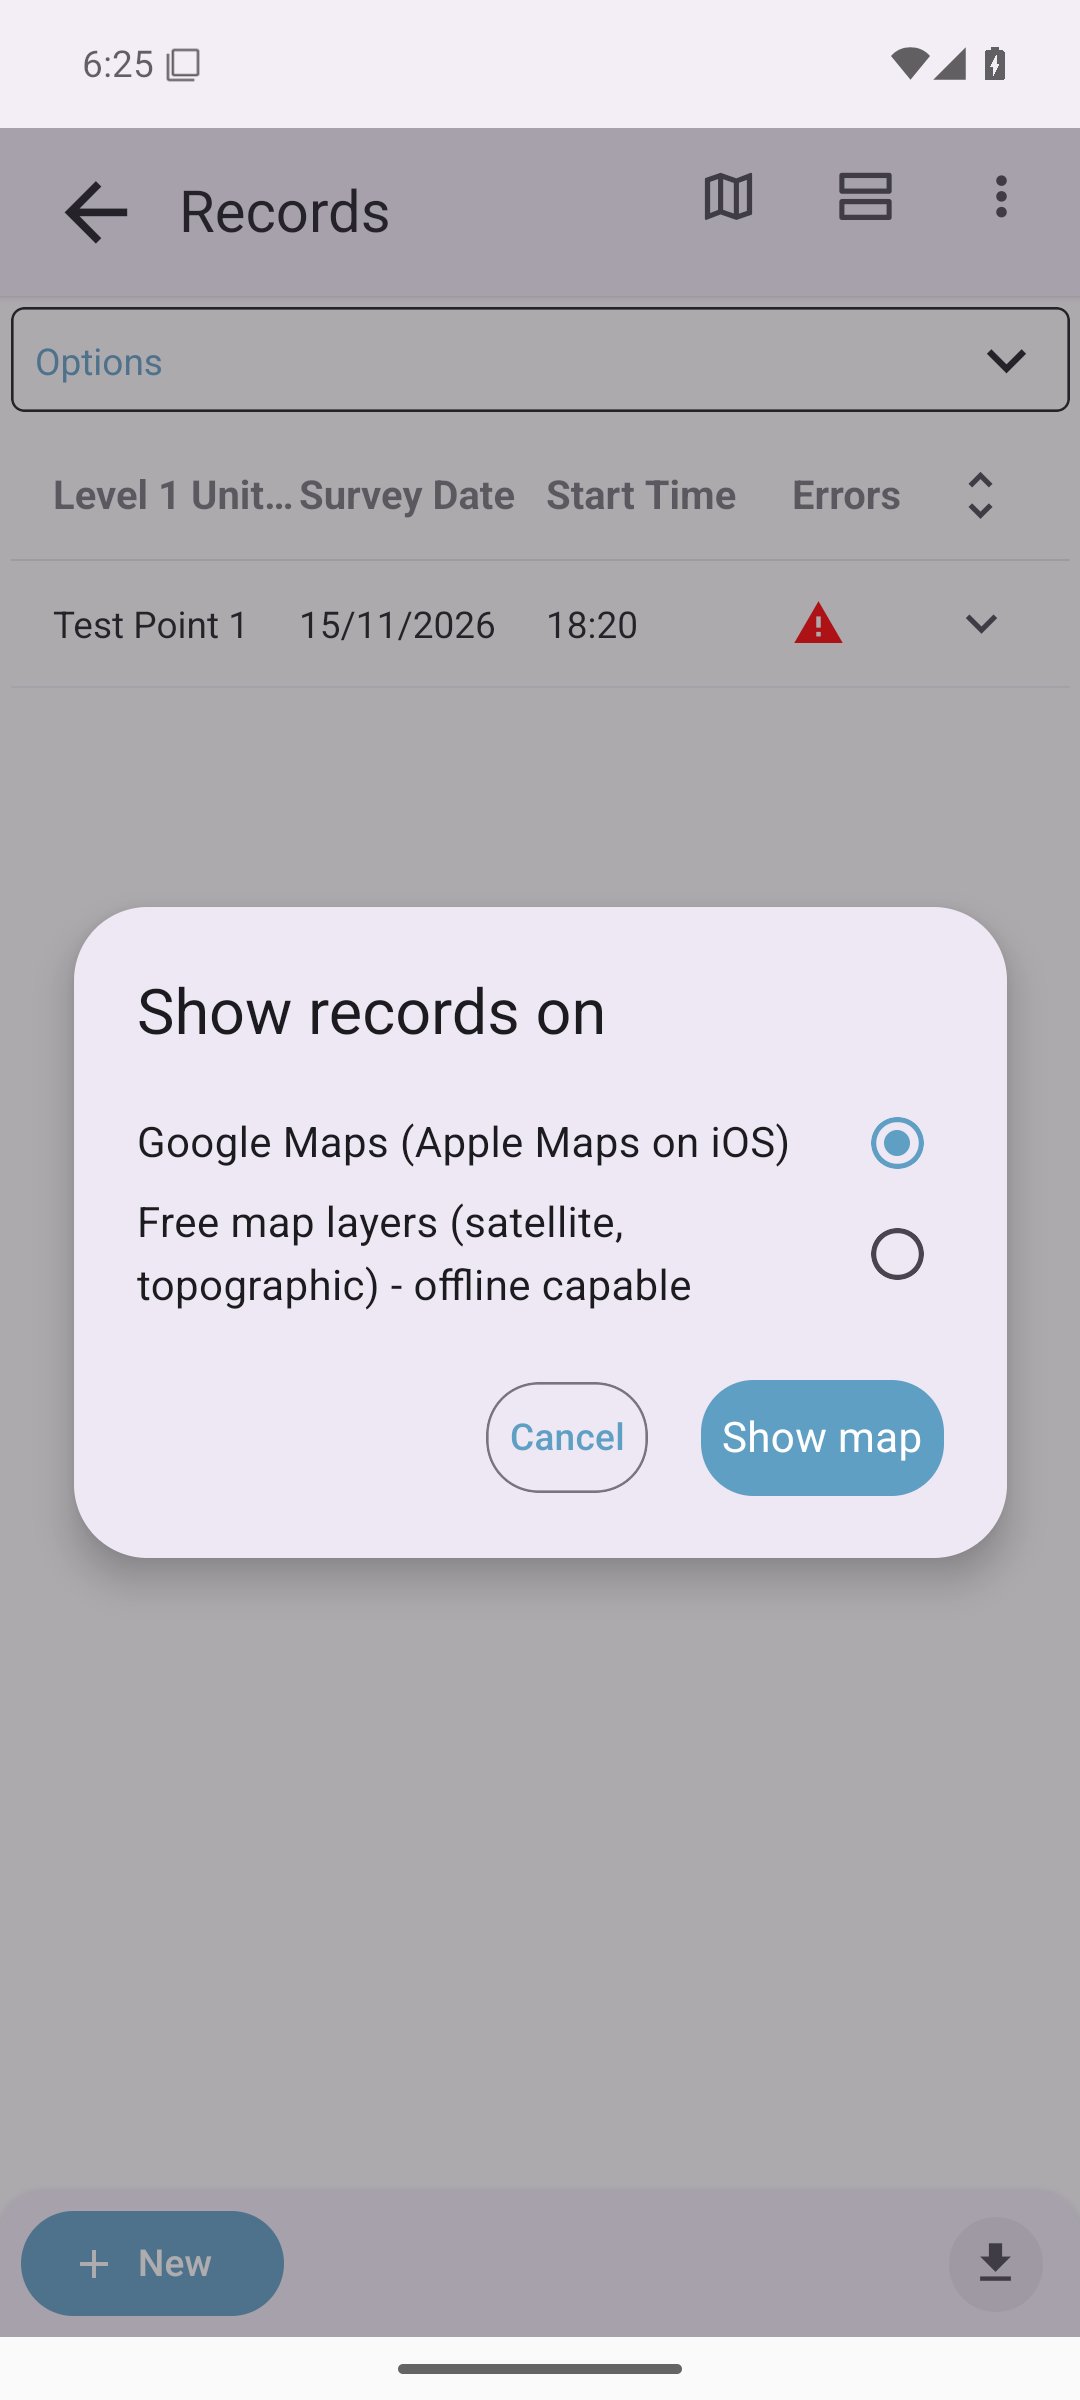 6:25
Records
Options
Level 1 Unit... Survey Date Start Time Errors
Test Point 1 15/11/2026 18:20
Show records on
Google Maps (Apple Maps on iOS)
Free map layers (satellite,
topographic) - offline capable
Cancel Show map
New